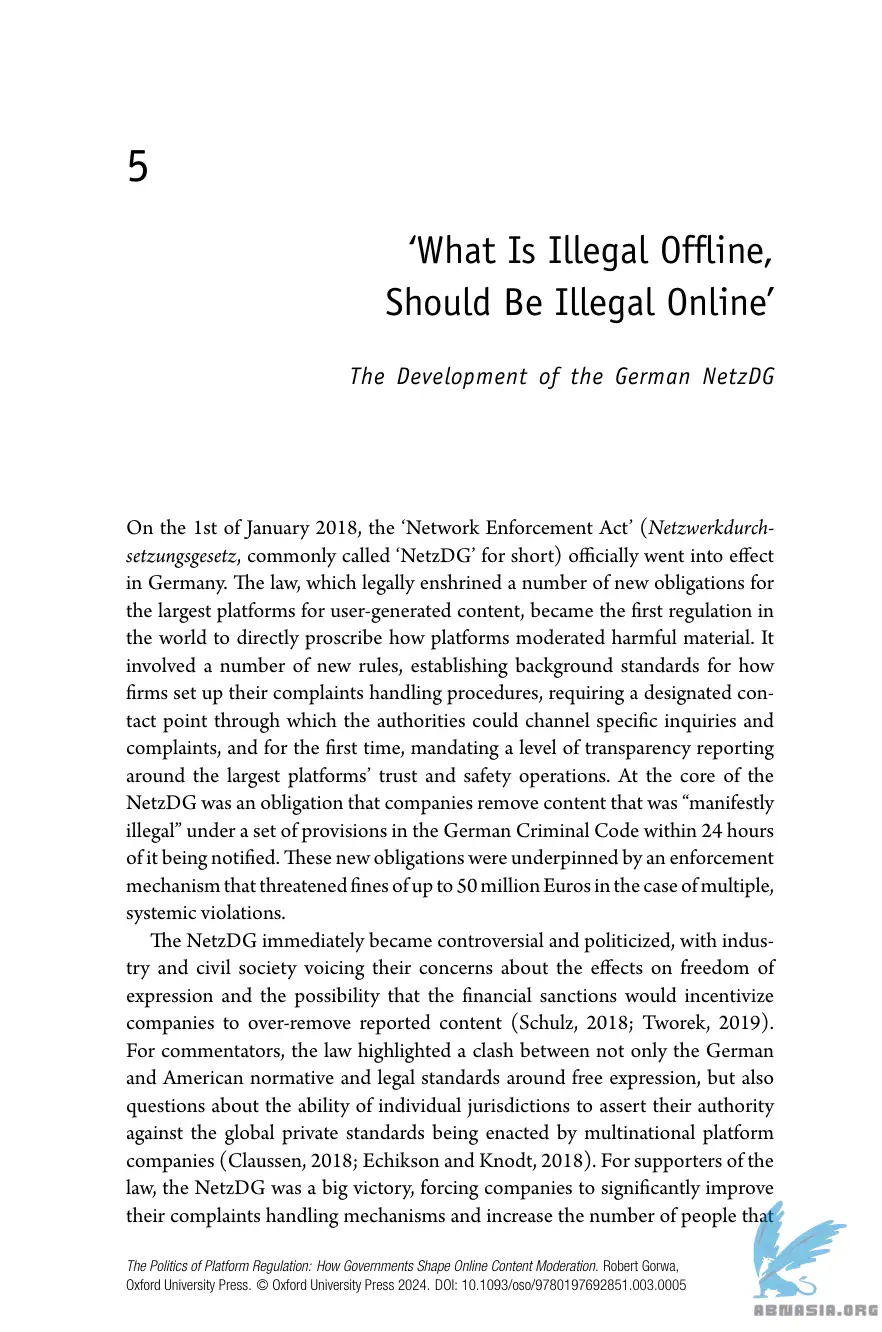 5
‘What Is Illegal Offline,
Should Be Illegal Online’
The Development of the German NetzDG
On the 1st of January 2018, the ‘Network Enforcement Act’ (Netzwerkdurch-
setzungsgesetz, commonly called ‘NetzDG’ for short) officially went into effect
in Germany. The law, which legally enshrined a number of new obligations for
the largest platforms for user-generated content, became the first regulation in
the world to directly proscribe how platforms moderated harmful material. It
involved a number of new rules, establishing background standards for how
firms set up their complaints handling procedures, requiring a designated con-
tact point through which the authorities could channel specific inquiries and
complaints, and for the first time, mandating a level of transparency reporting
around the largest platforms’ trust and safety operations. At the core of the
NetzDG was an obligation that companies remove content that was “manifestly
illegal” under a set of provisions in the German Criminal Code within 24 hours
of it being notified. These new obligations were underpinned by an enforcement
mechanism that threatened fines of up to 50 million Euros in the case of multiple,
systemic violations.
The NetzDG immediately became controversial and politicized, with indus-
try and civil society voicing their concerns about the effects on freedom of
expression and the possibility that the financial sanctions would incentivize
companies to over-remove reported content (Schulz, 2018; Tworek, 2019).
For commentators, the law highlighted a clash between not only the German
and American normative and legal standards around free expression, but also
questions about the ability of individual jurisdictions to assert their authority
against the global private standards being enacted by multinational platform
companies (Claussen, 2018; Echikson and Knodt, 2018). For supporters of the
law, the NetzDG was a big victory, forcing companies to significantly improve
their complaints handling mechanisms and increase the number of people that
The Politics of Platform Regulation: How Governments Shape Online Content Moderation. Robert Gorwa,
Oxford University Press. © Oxford University Press 2024. DOI: 10.1093/oso/9780197692851.003.0005
ABNASIA.ORG